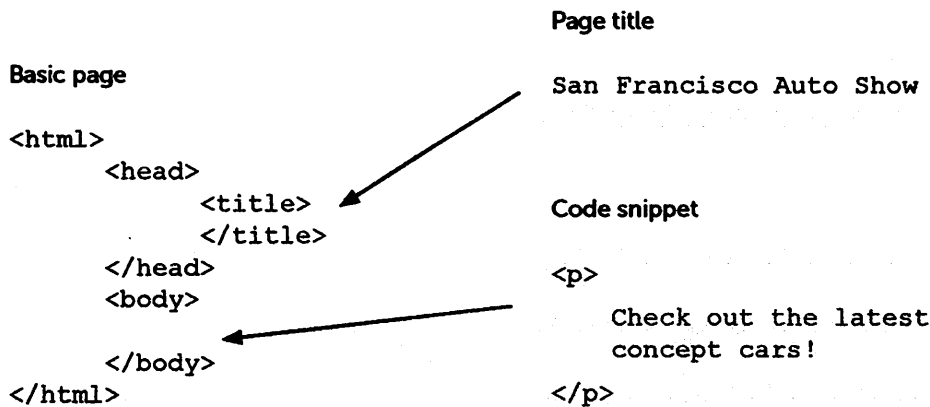 Basic page
<html>
<head>
<title>
</title>
</head>
<body>
</body>
</html>
Page title
San Francisco Auto Show
Code snippet
<p>
Check out the latest
concept cars!
</p>